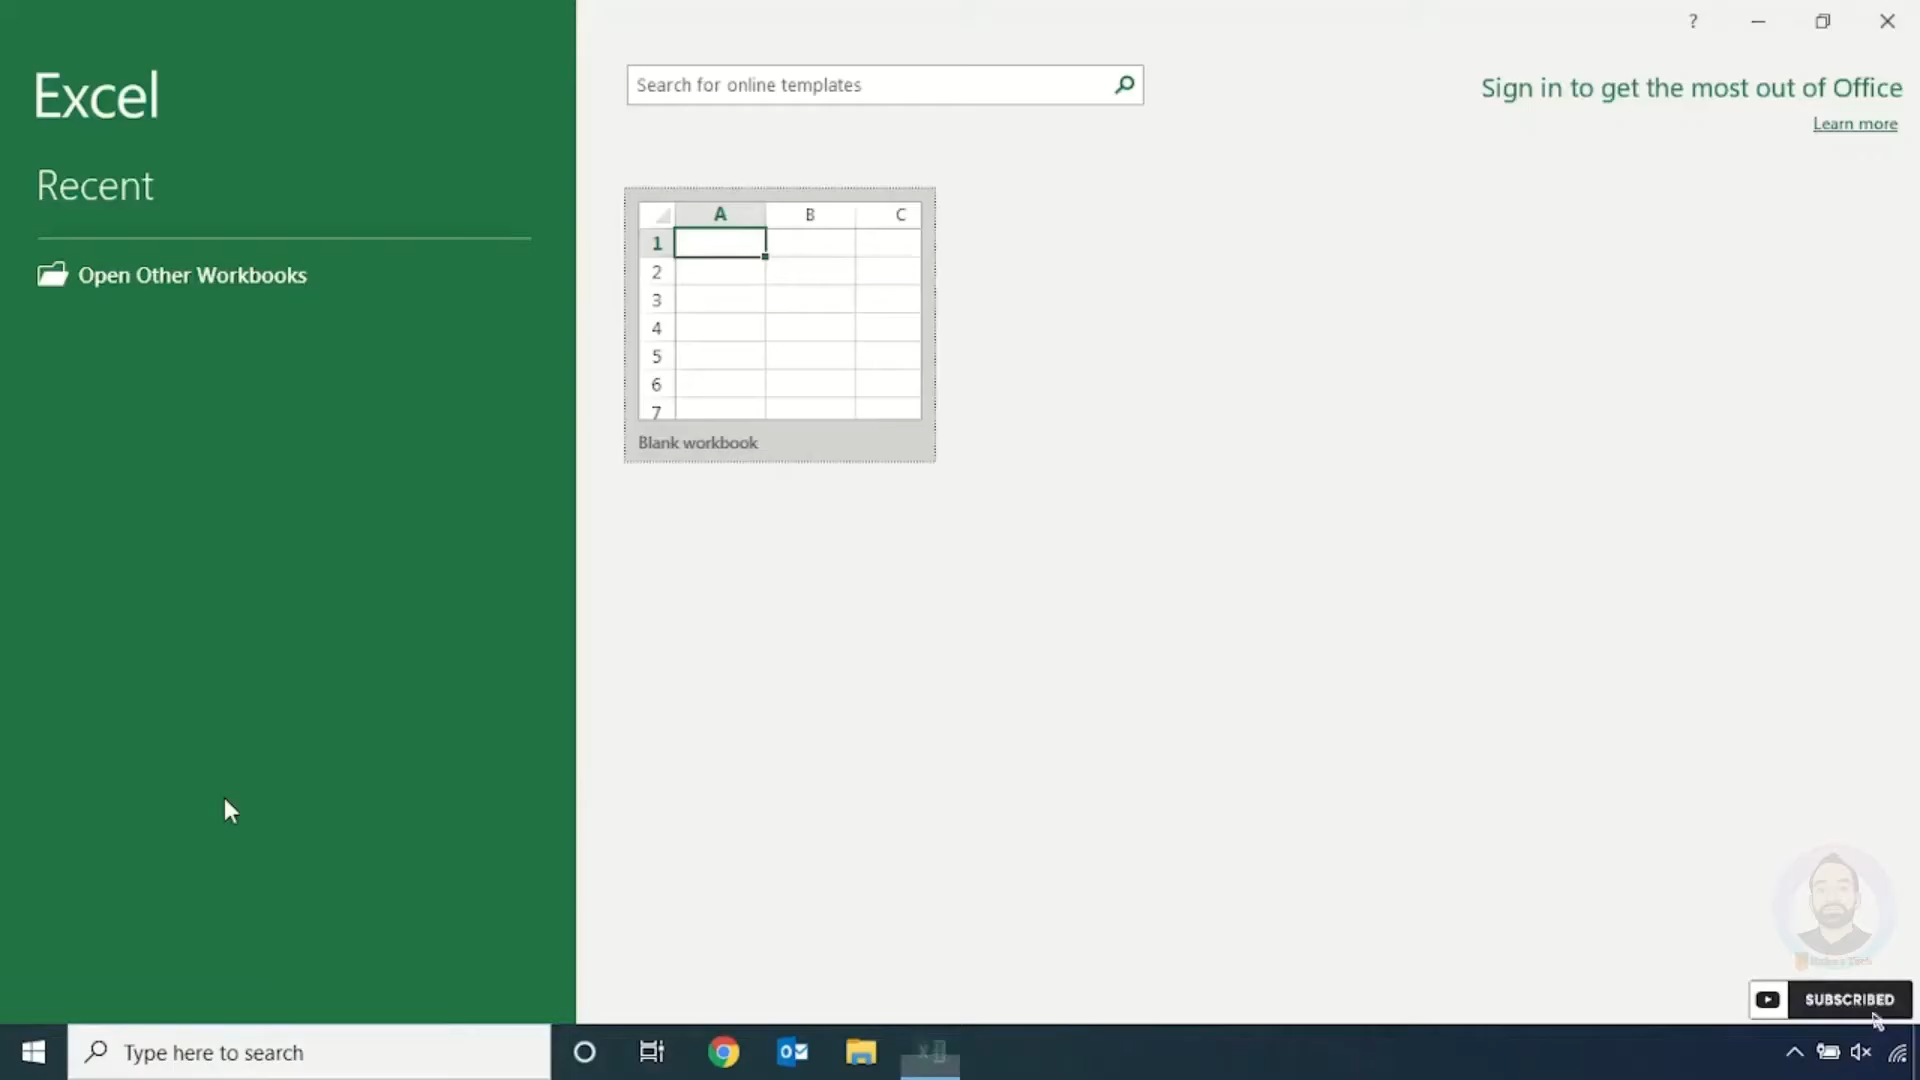 ?
Excel
Search for online templates
Sign in to get the most out of Office
Learn more
Recent
Open Other Workbooks
A B C
1
2
3
4
5
6
7
Blank workbook
SUBSCRIBED
Type here to search